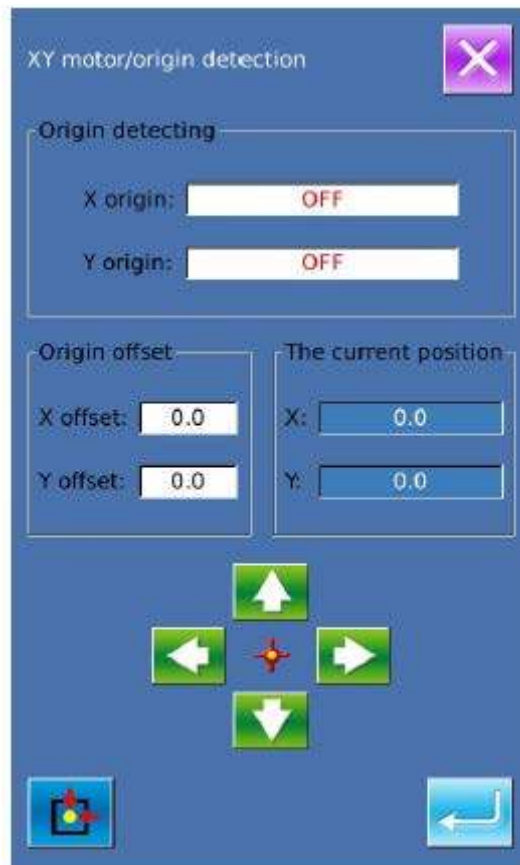 XY motor/origin detection
Origin detecting
X origin: OFF
Y origin: OFF
Origin offset
X offset: 0.0
Y offset: 0.0
The current position
X: 0.0
Y: 0.0